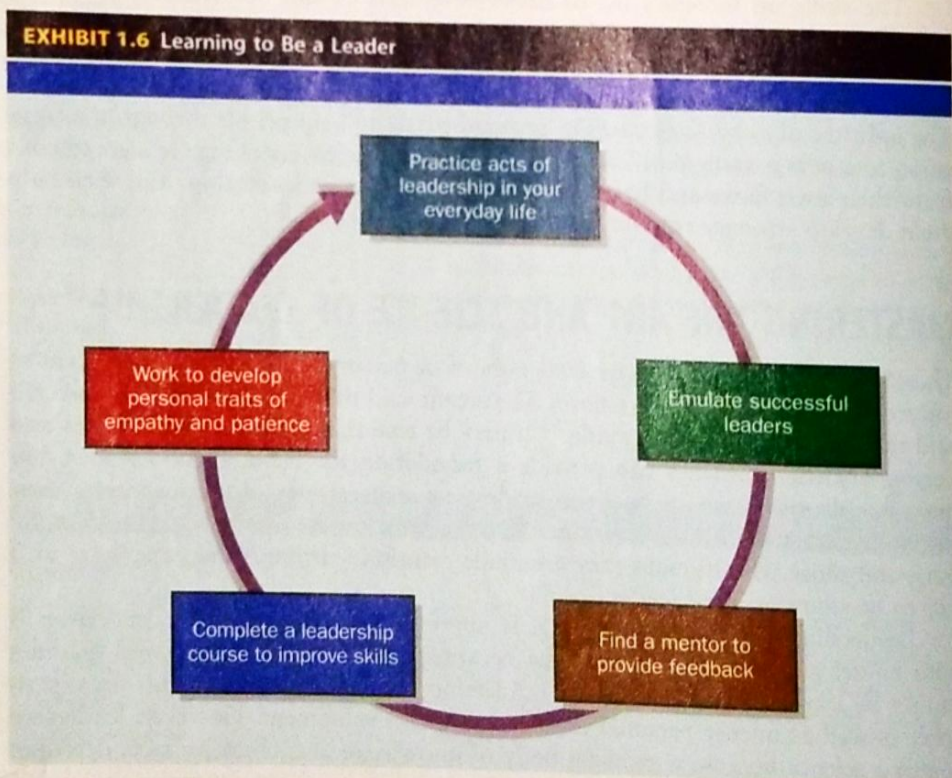 EXHIBIT 1.6 Learning to Be a Leader
Practice acts of
leadership in your
everyday life
Emulate successful
leaders
Find a mentor to
provide feedback
Complete a leadership
course to improve skills
Work to develop
personal traits of
empathy and patience